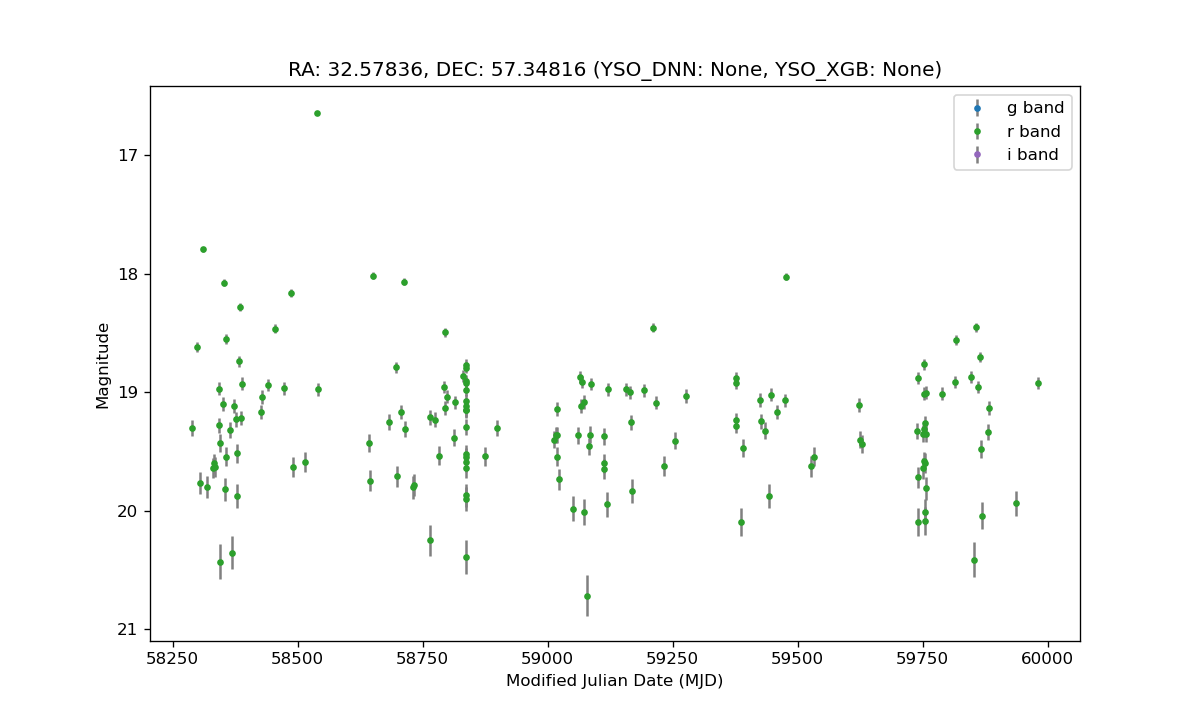 RA: 32.57836, DEC: 57.34816 (YSO_DNN: None, YSO_XGB: None)
g band
r band
i band
17
18
19
20
21
Magnitude
58250 58500 58750 59000 59250 59500 59750 60000
Modified Julian Date (MJD)